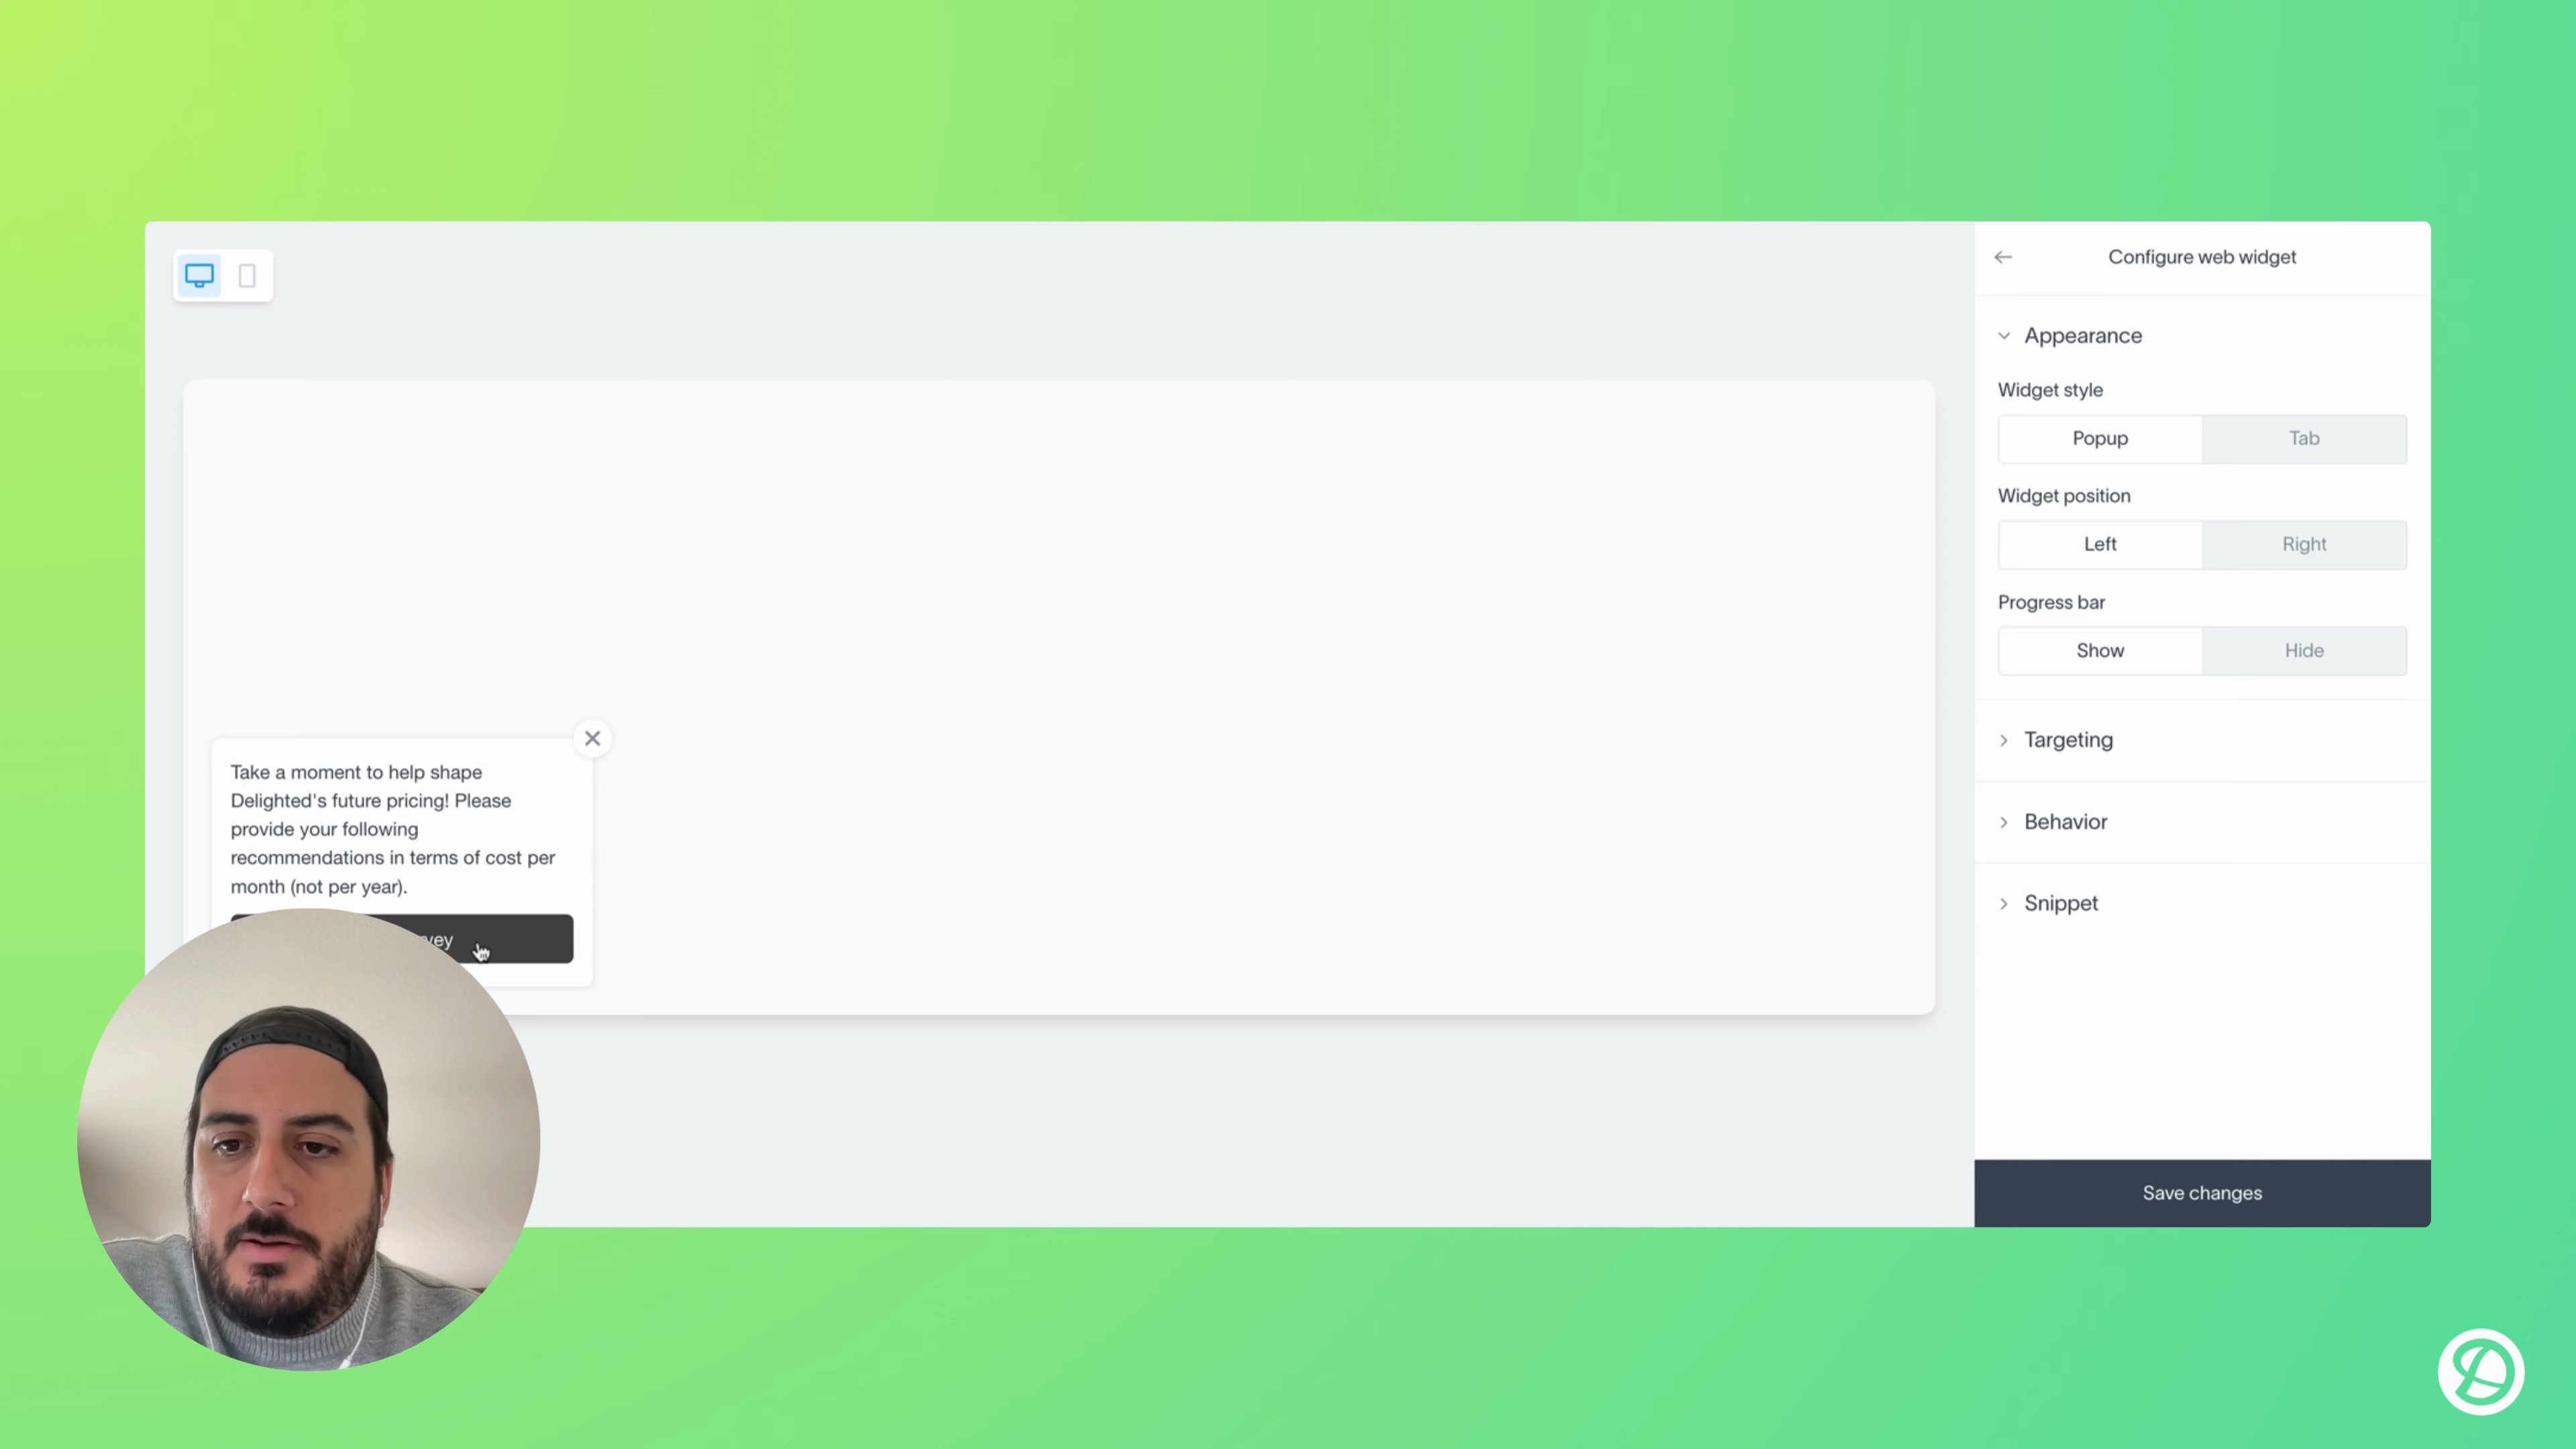 Configure web widget
Appearance
Widget style
Popup Tab
Widget position
Left Right
Progress bar
Show Hide
Targeting
Behavior
Snippet
Save changes
Take a moment to help shape
Delighted's future pricing! Please
provide your following
recommendations in terms of cost per
month (not per year).